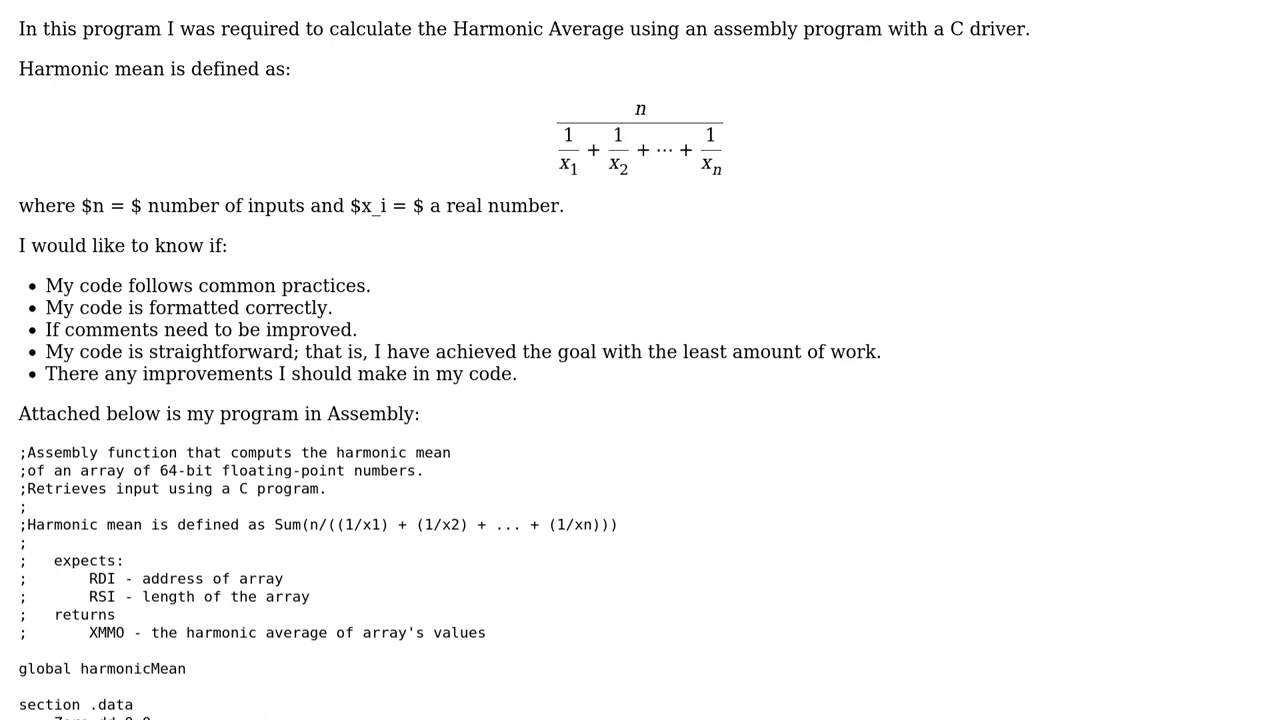 In this program I was required to calculate the Harmonic Average using an assembly program with a C driver.
Harmonic mean is defined as:
n
1 1 1
+ + ⋯ +
x1 x2 xn
where $n = $ number of inputs and $x_i = $ a real number.
I would like to know if:
• My code follows common practices.
• My code is formatted correctly.
• If comments need to be improved.
• My code is straightforward; that is, I have achieved the goal with the least amount of work.
• There any improvements I should make in my code.
Attached below is my program in Assembly:
;Assembly function that computes the harmonic mean
;of an array of 64-bit floating-point numbers.
;Retrieves input using a C program.
;
;Harmonic mean is defined as Sum(n/((1/x1) + (1/x2) + ... + (1/xn)))
;
;   expects:
;       RDI - address of array
;       RSI - length of the array
;   returns
;       XMMO - the harmonic average of array's values
global harmonicMean
section .data